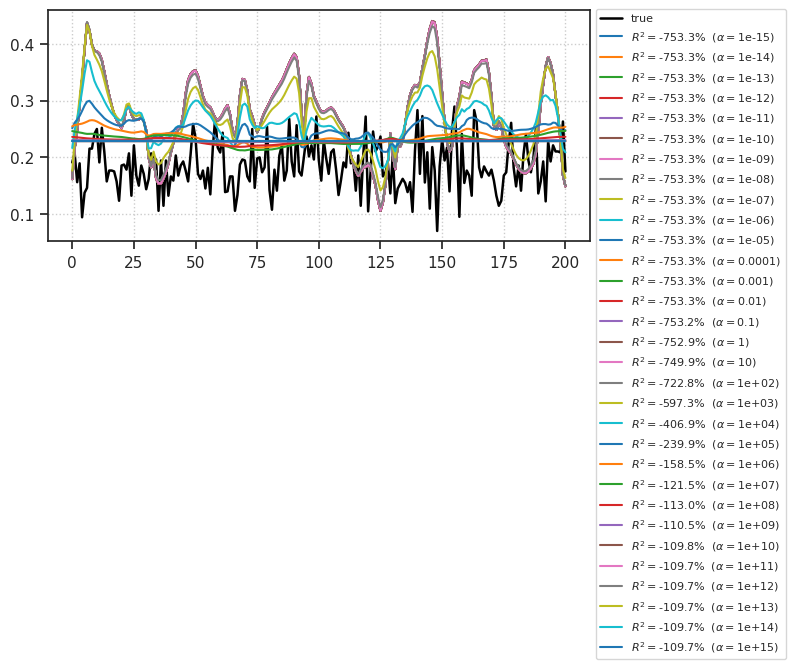 0.4
0.3
0.2
0.1
0 25 50 75 100 125 150 175 200
true
R² = -753.3% (α = 1e-15)
R² = -753.3% (α = 1e-14)
R² = -753.3% (α = 1e-13)
R² = -753.3% (α = 1e-12)
R² = -753.3% (α = 1e-11)
R² = -753.3% (α = 1e-10)
R² = -753.3% (α = 1e-09)
R² = -753.3% (α = 1e-08)
R² = -753.3% (α = 1e-07)
R² = -753.3% (α = 1e-06)
R² = -753.3% (α = 1e-05)
R² = -753.3% (α = 0.0001)
R² = -753.3% (α = 0.001)
R² = -753.3% (α = 0.01)
R² = -753.2% (α = 0.1)
R² = -752.9% (α = 1)
R² = -749.9% (α = 10)
R² = -722.8% (α = 1e+02)
R² = -597.3% (α = 1e+03)
R² = -406.9% (α = 1e+04)
R² = -239.9% (α = 1e+05)
R² = -158.5% (α = 1e+06)
R² = -121.5% (α = 1e+07)
R² = -113.0% (α = 1e+08)
R² = -110.5% (α = 1e+09)
R² = -109.8% (α = 1e+10)
R² = -109.7% (α = 1e+11)
R² = -109.7% (α = 1e+12)
R² = -109.7% (α = 1e+13)
R² = -109.7% (α = 1e+14)
R² = -109.7% (α = 1e+15)